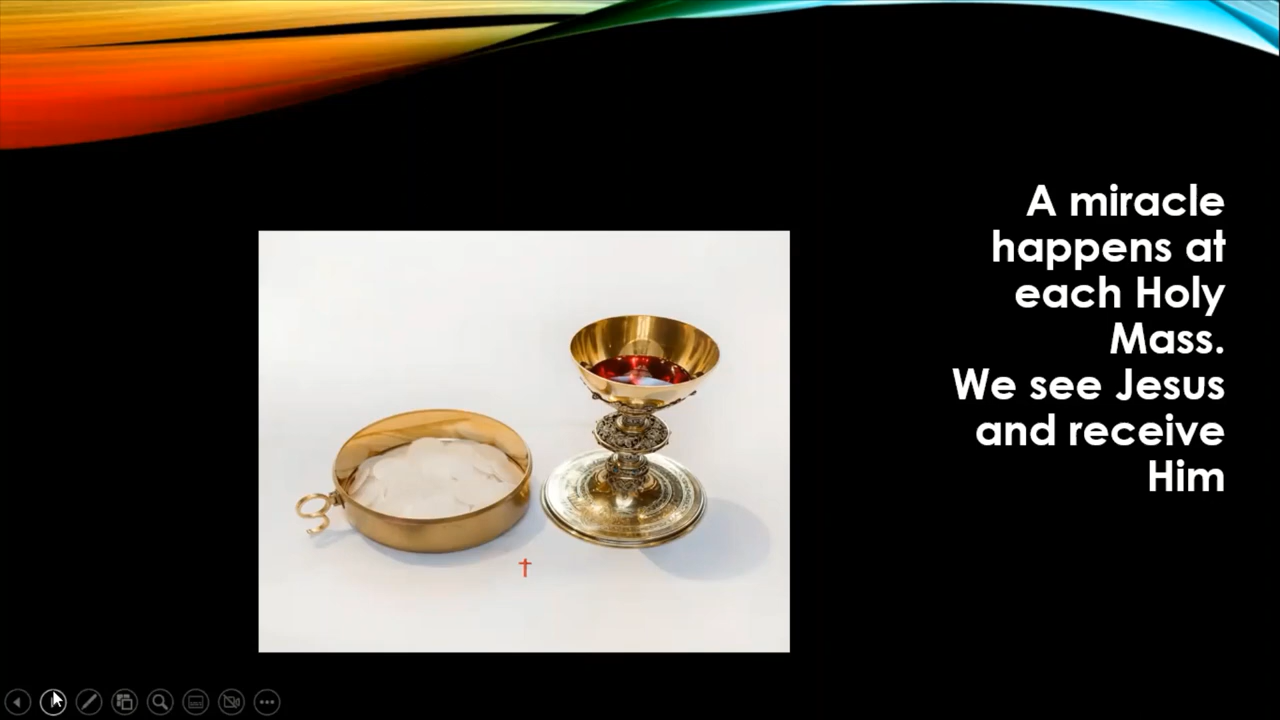 A miracle
happens at
each Holy
Mass.
We see Jesus
and receive
Him